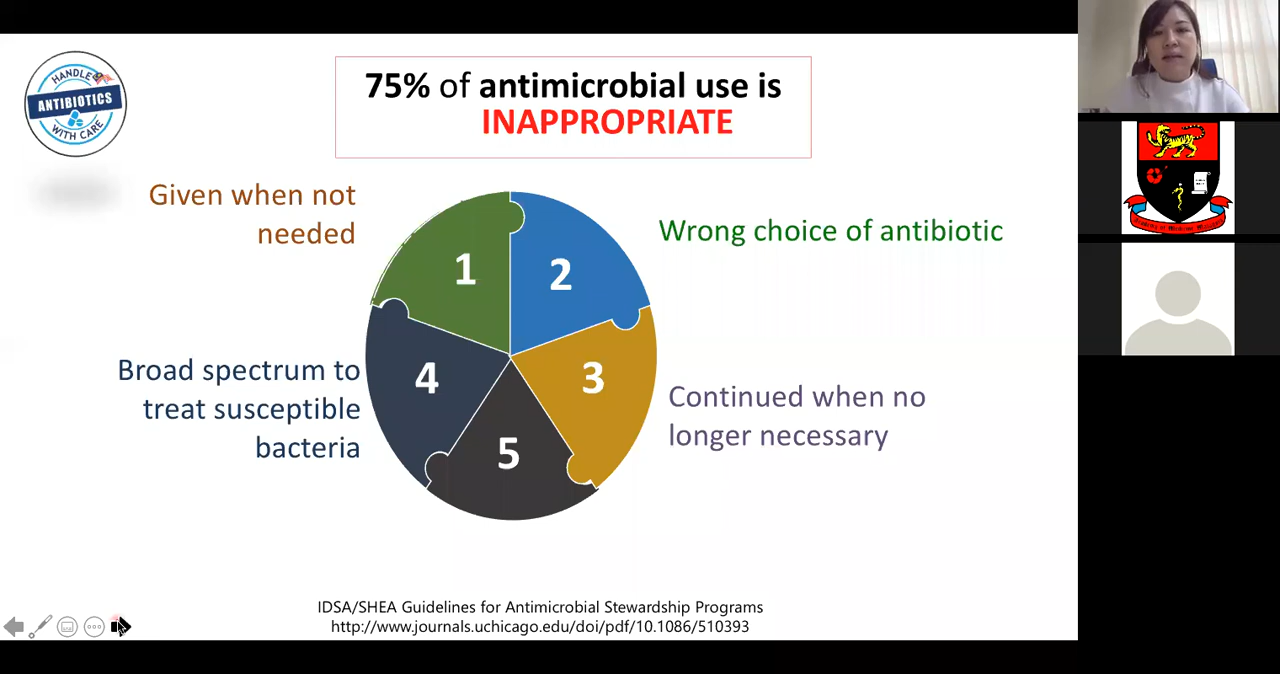 HANDLE
ANTIBIOTICS
WITH CARE
75% of antimicrobial use is
INAPPROPRIATE
Given when not
needed
1
2
Wrong choice of antibiotic
Broad spectrum to
treat susceptible
bacteria
4
3
Continued when no
longer necessary
5
IDSA/SHEA Guidelines for Antimicrobial Stewardship Programs
http://www.journals.uchicago.edu/doi/pdf/10.1086/510393